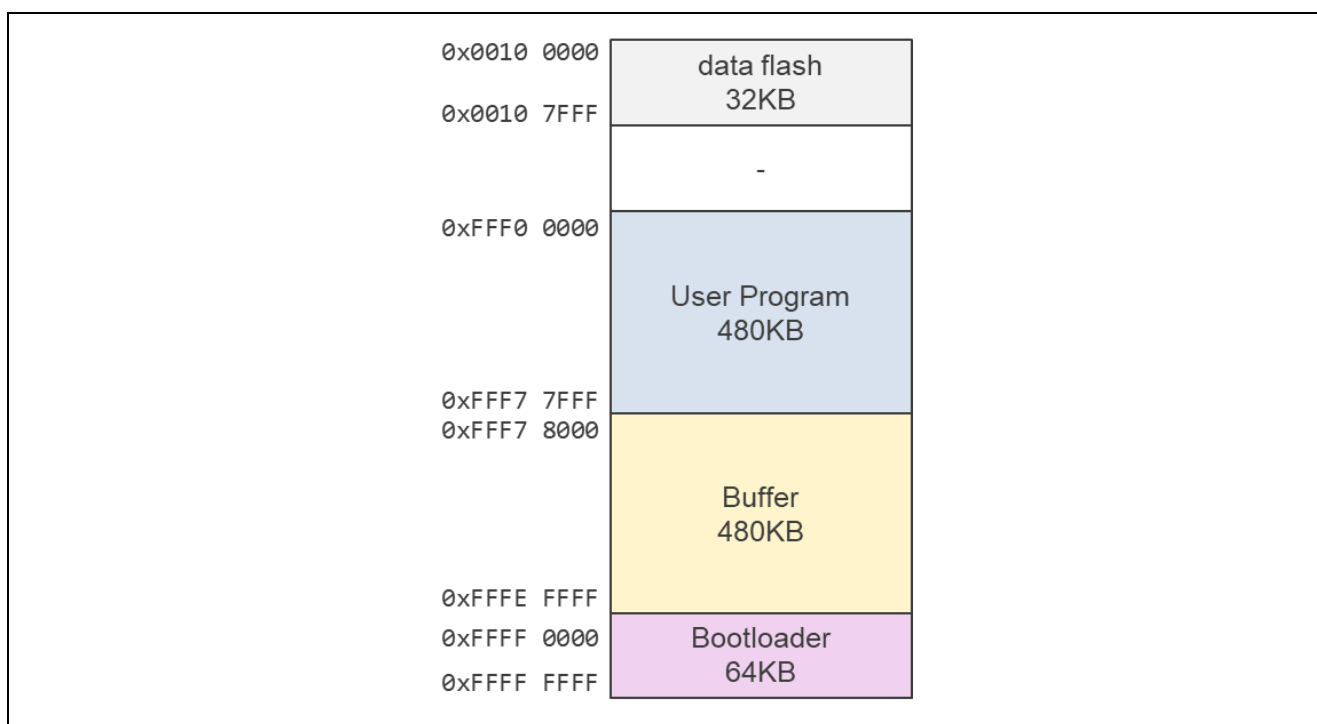 0x0010 0000
data flash
32KB
0x0010 7FFF
-
0xFFF0 0000
User Program
480KB
0xFFF7 7FFF
0xFFF7 8000
Buffer
480KB
0xFFFE FFFF
0xFFFF 0000
Bootloader
64KB
0xFFFF FFFF